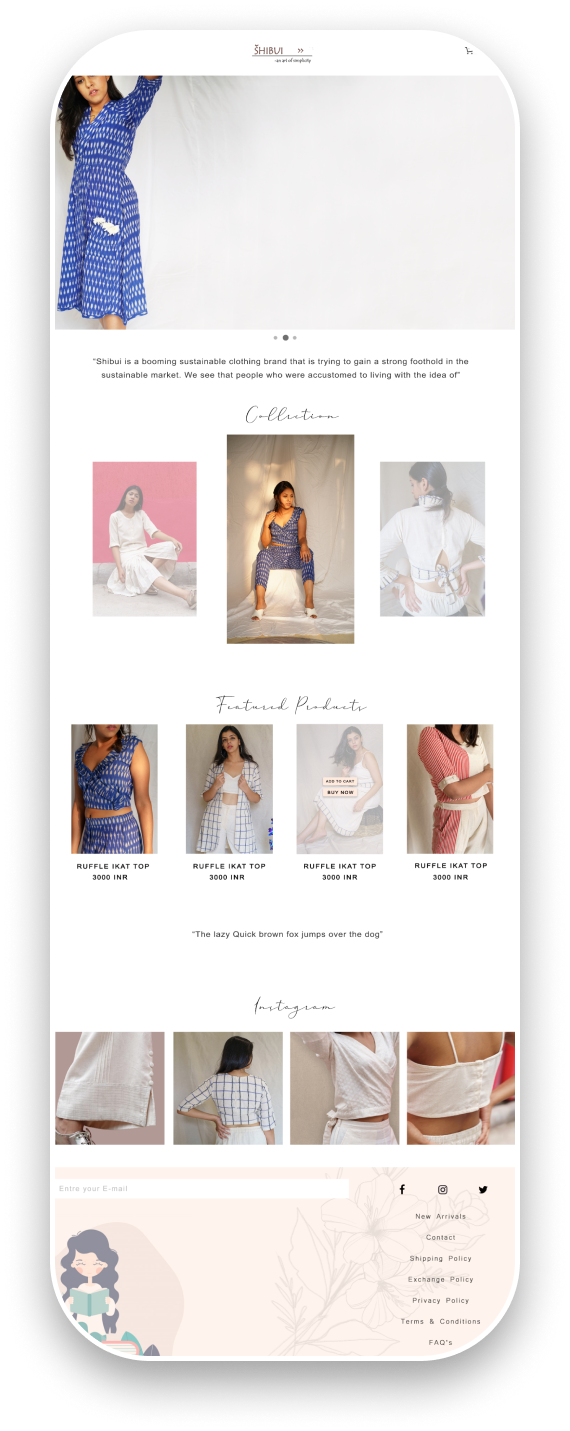 ŠHIBUI »
an art of simplicity
"Shibui is a booming sustainable clothing brand that is trying to gain a strong foothold in the
sustainable market. We see that people who were accustomed to living with the idea of"
Collection
Featured Products
ADD TO CART
BUY NOW
RUFFLE IKAT TOP
3000 INR
RUFFLE IKAT TOP
3000 INR
RUFFLE IKAT TOP
3000 INR
RUFFLE IKAT TOP
3000 INR
"The lazy Quick brown fox jumps over the dog"
Instagram
Entre your E-mail
New Arrivals
Contact
Shipping Policy
Exchange Policy
Privacy Policy
Terms & Conditions
FAQ's